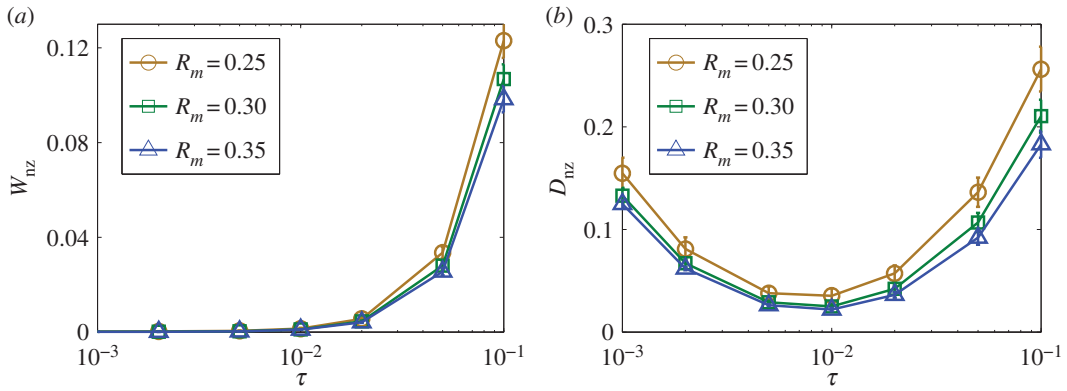 (a)
0.12
0.08
0.04
0
W_nz
R_m = 0.25
R_m = 0.30
R_m = 0.35
10^-3
10^-2
10^-1
τ
(b)
0.3
0.2
0.1
0
D_nz
R_m = 0.25
R_m = 0.30
R_m = 0.35
10^-3
10^-2
10^-1
τ